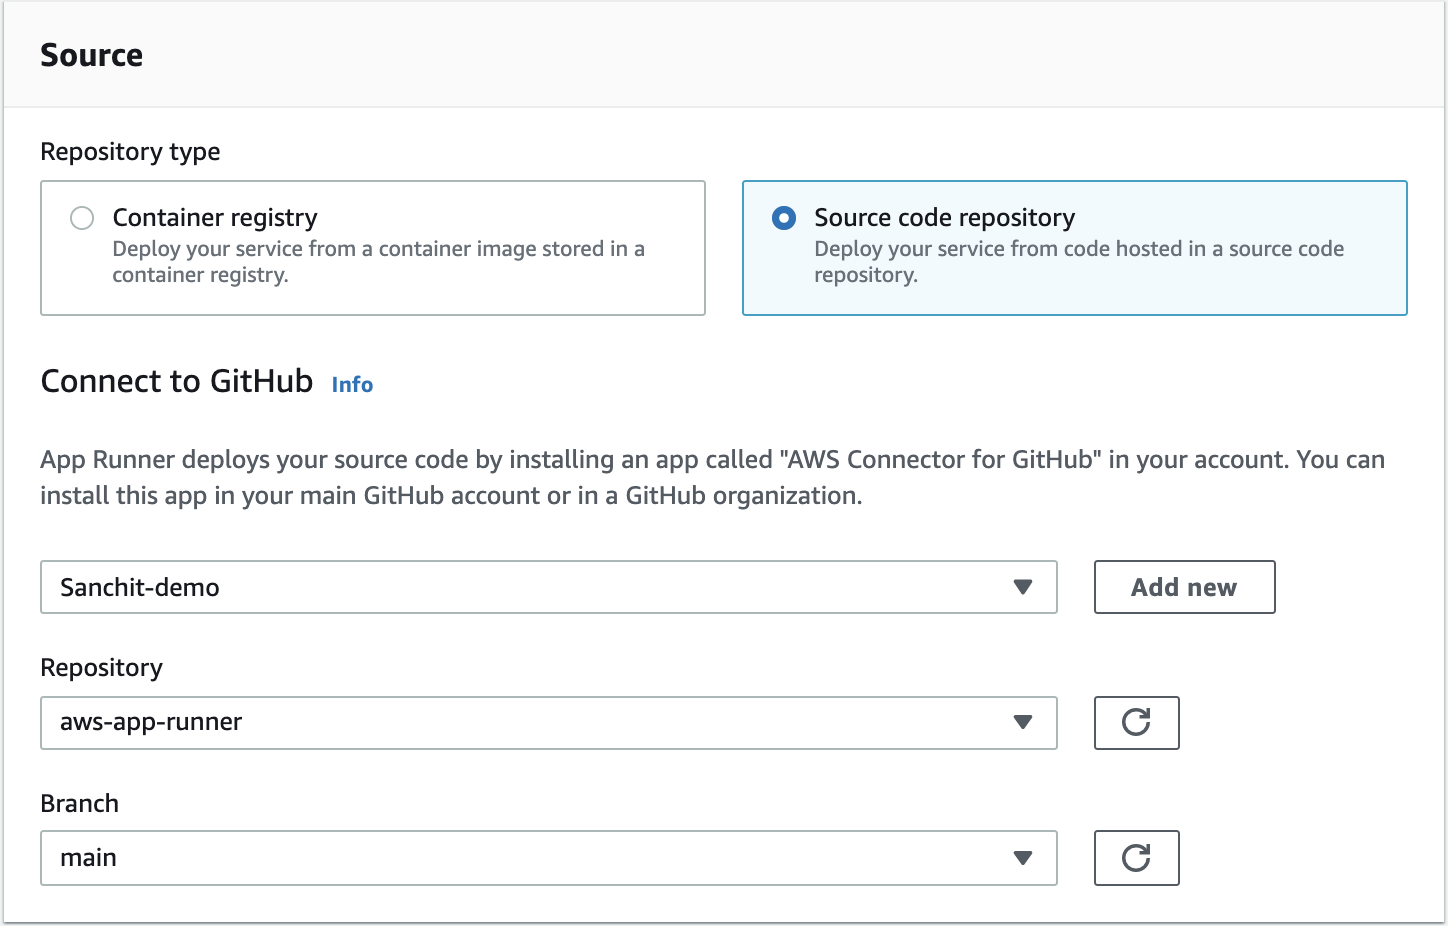 Source
Repository type
Container registry
Deploy your service from a container image stored in a
container registry.
Source code repository
Deploy your service from code hosted in a source code
repository.
Connect to GitHub Info
App Runner deploys your source code by installing an app called "AWS Connector for GitHub" in your account. You can
install this app in your main GitHub account or in a GitHub organization.
Sanchit-demo
Add new
Repository
aws-app-runner
Branch
main